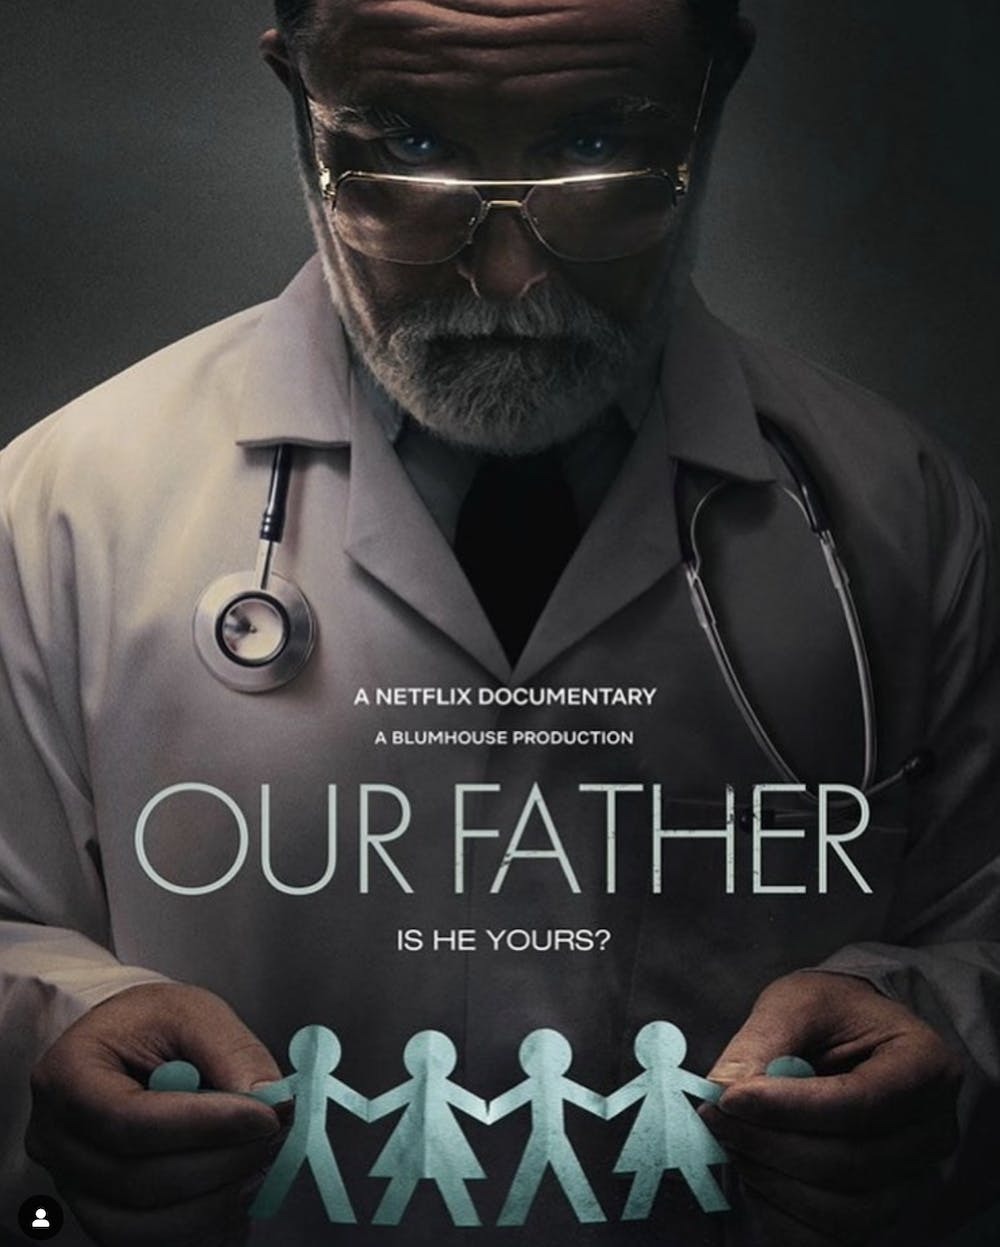 A NETFLIX DOCUMENTARY
A BLUMHOUSE PRODUCTION
OUR FATHER
IS HE YOURS?